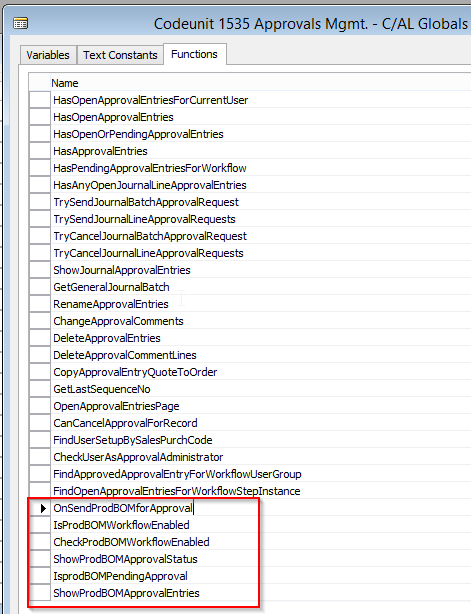 Codeunit 1535 Approvals Mgmt. - C/AL Globals
Variables Text Constants Functions
Name
HasOpenApprovalEntriesForCurrentUser
HasOpenApprovalEntries
HasOpenOrPendingApprovalEntries
HasApprovalEntries
HasPendingApprovalEntriesForWorkflow
HasAnyOpenJournalLineApprovalEntries
TrySendJournalBatchApprovalRequest
TrySendJournalLineApprovalRequests
TryCancelJournalBatchApprovalRequest
TryCancelJournalLineApprovalRequests
ShowJournalApprovalEntries
GetGeneralJournalBatch
RenameApprovalEntries
ChangeApprovalComments
DeleteApprovalEntries
DeleteApprovalCommentLines
CopyApprovalEntryQuoteToOrder
GetLastSequenceNo
OpenApprovalEntriesPage
CanCancelApprovalForRecord
FindUserSetupBySalesPurchCode
CheckUserAsApprovalAdministrator
FindApprovedApprovalEntryForWorkflowUserGroup
FindOpenApprovalEntriesForWorkflowStepInstance
OnSendProdBOMforApproval
IsProdBOMWorkflowEnabled
CheckProdBOMWorkflowEnabled
ShowProdBOMApprovalStatus
IsprodBOMPendingApproval
ShowProdBOMApprovalEntries